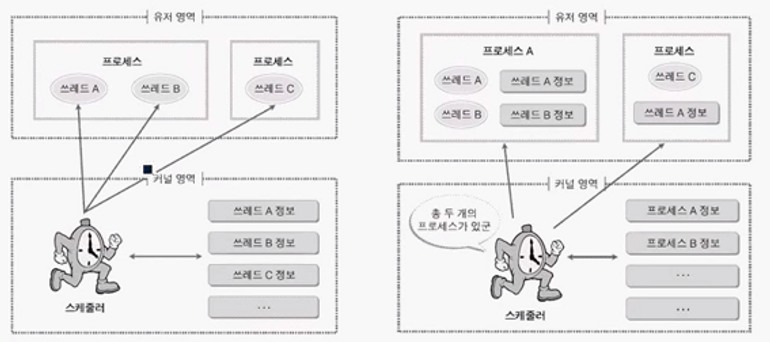 유저 영역
프로세스
프로세스
쓰레드 A
쓰레드 B
쓰레드 C
커널 영역
쓰레드 A 정보
쓰레드 B 정보
쓰레드 C 정보
...
스케줄러
유저 영역
프로세스 A
프로세스
쓰레드 A
쓰레드 A 정보
쓰레드 B
쓰레드 B 정보
쓰레드 C
쓰레드 A 정보
커널 영역
총 두 개의
프로세스가 있군
프로세스 A 정보
프로세스 B 정보
...
...
스케줄러